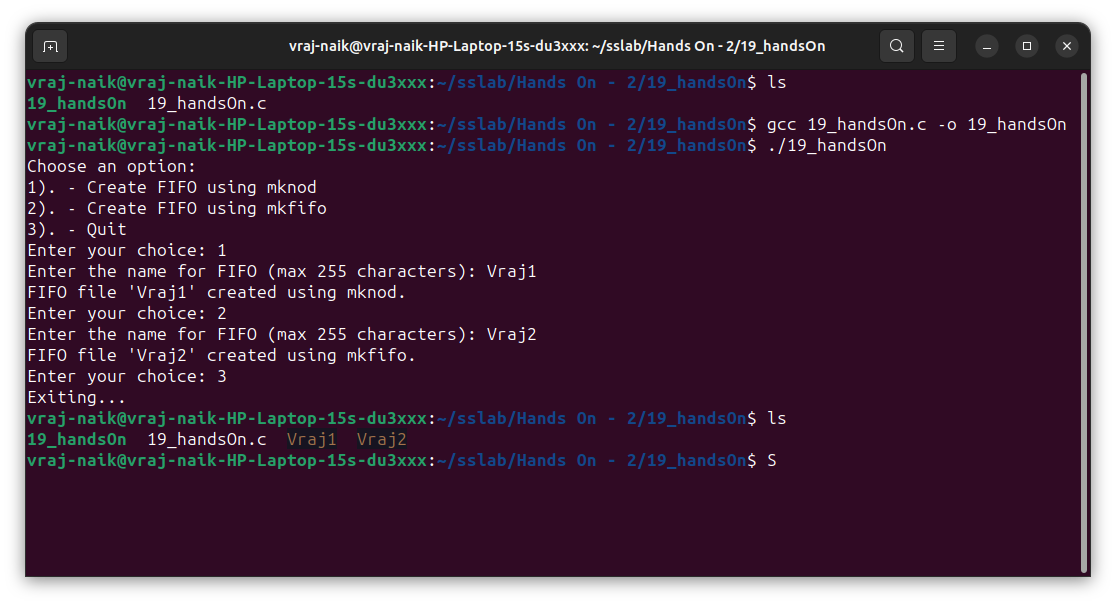 vraj-naik@vraj-naik-HP-Laptop-15s-du3xxx: ~/sslab/Hands On - 2/19_handsOn
vraj-naik@vraj-naik-HP-Laptop-15s-du3xxx:~/sslab/Hands On - 2/19_handsOn$ ls
19_handsOn  19_handsOn.c
vraj-naik@vraj-naik-HP-Laptop-15s-du3xxx:~/sslab/Hands On - 2/19_handsOn$ gcc 19_handsOn.c -o 19_handsOn
vraj-naik@vraj-naik-HP-Laptop-15s-du3xxx:~/sslab/Hands On - 2/19_handsOn$ ./19_handsOn
Choose an option:
1). - Create FIFO using mknod
2). - Create FIFO using mkfifo
3). - Quit
Enter your choice: 1
Enter the name for FIFO (max 255 characters): Vraj1
FIFO file 'Vraj1' created using mknod.
Enter your choice: 2
Enter the name for FIFO (max 255 characters): Vraj2
FIFO file 'Vraj2' created using mkfifo.
Enter your choice: 3
Exiting...
vraj-naik@vraj-naik-HP-Laptop-15s-du3xxx:~/sslab/Hands On - 2/19_handsOn$ ls
19_handsOn  19_handsOn.c  Vraj1  Vraj2
vraj-naik@vraj-naik-HP-Laptop-15s-du3xxx:~/sslab/Hands On - 2/19_handsOn$ S